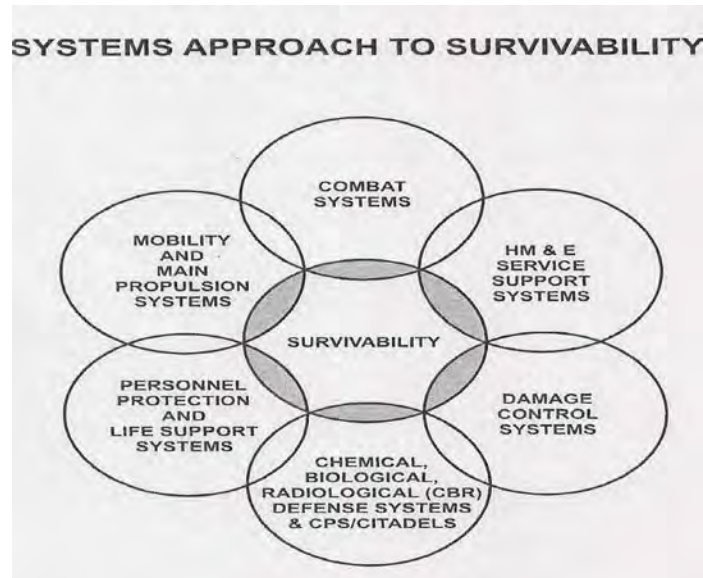 SYSTEMS APPROACH TO SURVIVABILITY
COMBAT
SYSTEMS
MOBILITY
AND
MAIN
PROPULSION
SYSTEMS
HM & E
SERVICE
SUPPORT
SYSTEMS
SURVIVABILITY
PERSONNEL
PROTECTION
AND
LIFE SUPPORT
SYSTEMS
DAMAGE
CONTROL
SYSTEMS
CHEMICAL,
BIOLOGICAL,
RADIOLOGICAL (CBR)
DEFENSE SYSTEMS
& CPS/CITADELS